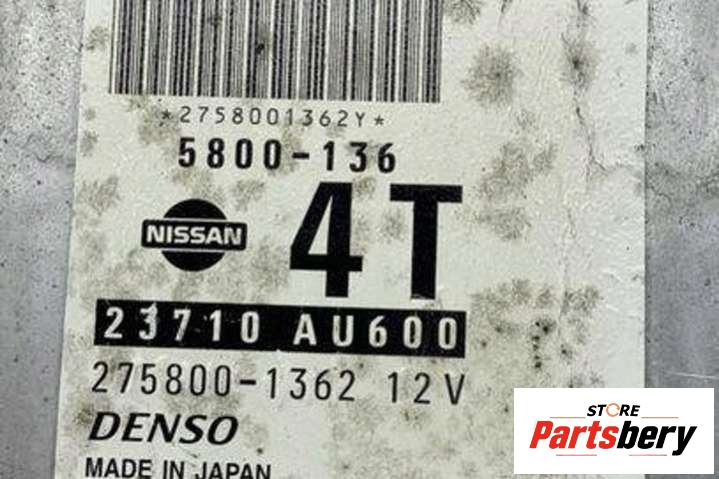 *2758001362Y*
5800-136
4T
NISSAN
23710 AU600
275800-1362 12V
DENSO
MADE IN JAPAN
STORE
Partsbery